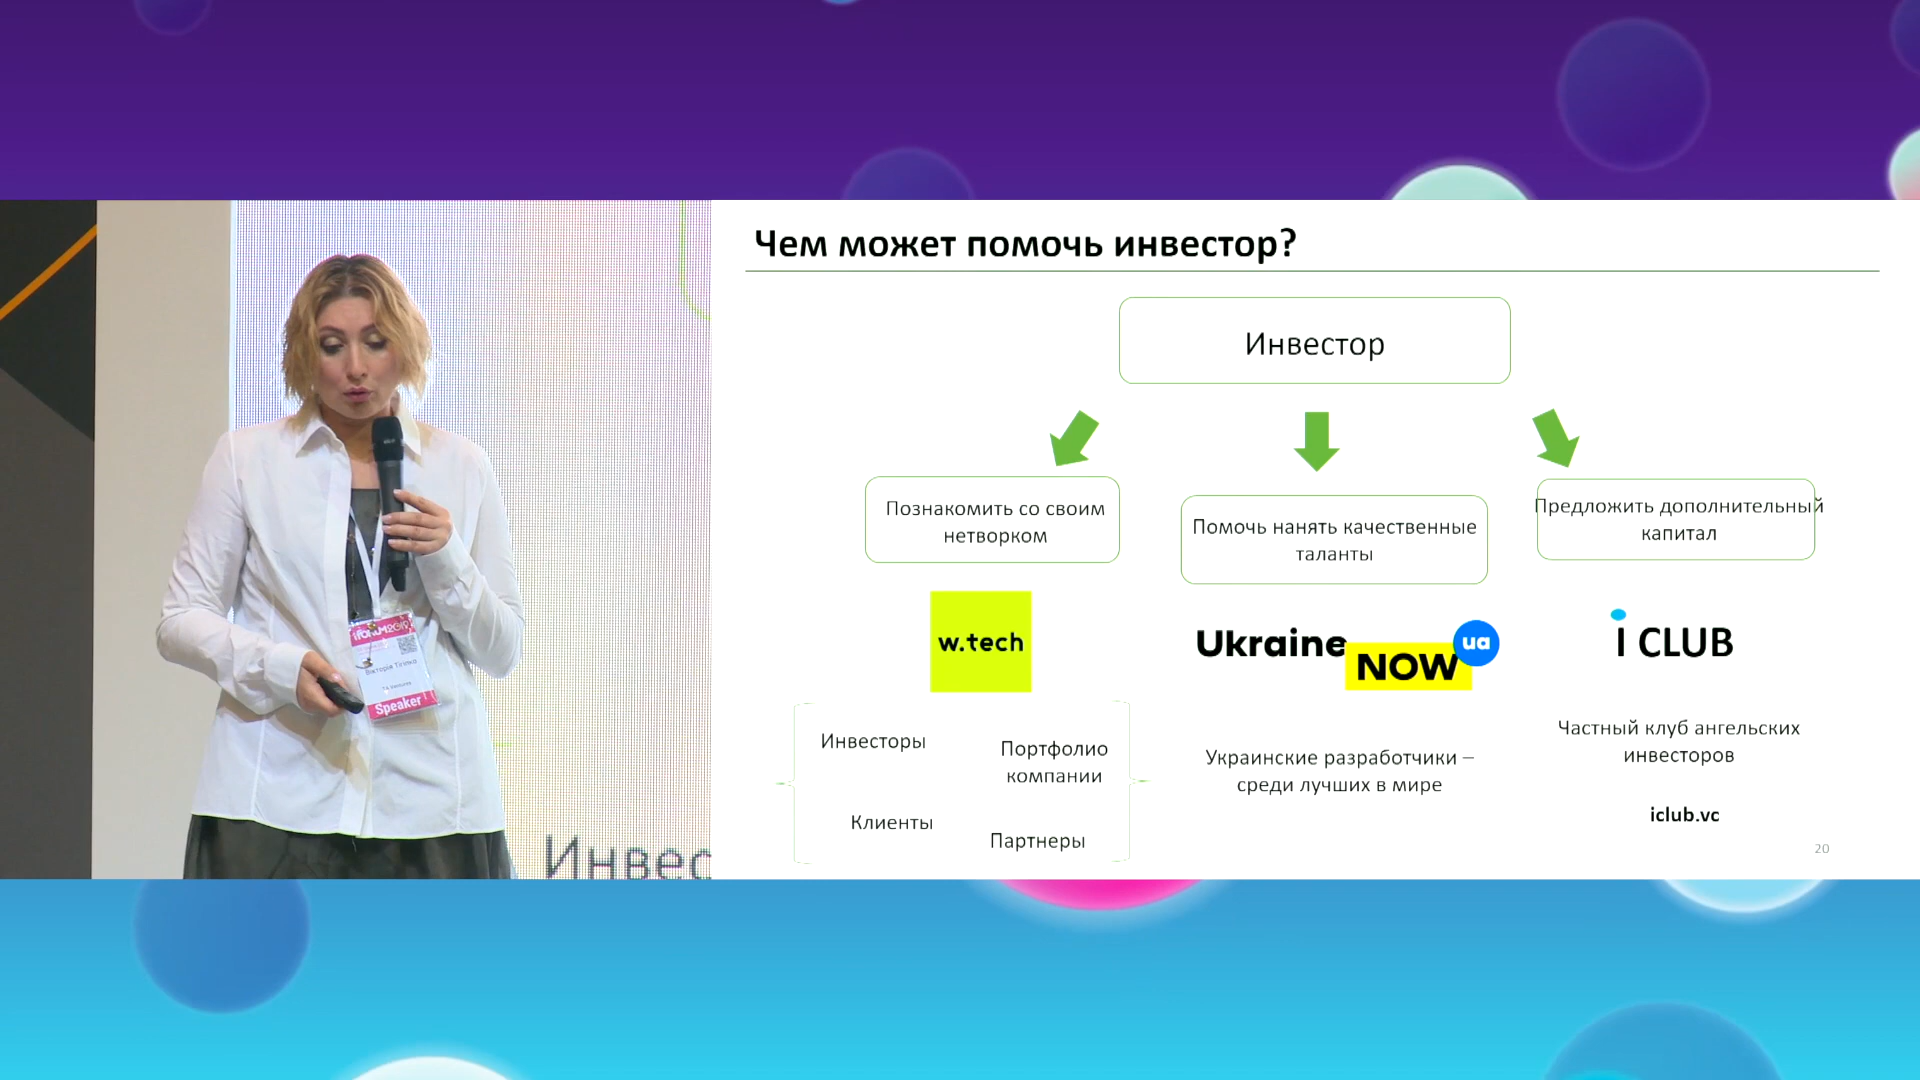 Чем может помочь инвестор?
Инвестор
Познакомить со своим
нетворком
Помочь нанять качественные
таланты
Предложить дополнительный
капитал
w.tech
Ukraine
NOW
ua
i CLUB
Инвесторы
Портфолио
компании
Клиенты
Партнеры
Украинские разработчики –
среди лучших в мире
Частный клуб ангельских
инвесторов
iclub.vc
20
Вікторія Тігіпко
Speaker
Инвес